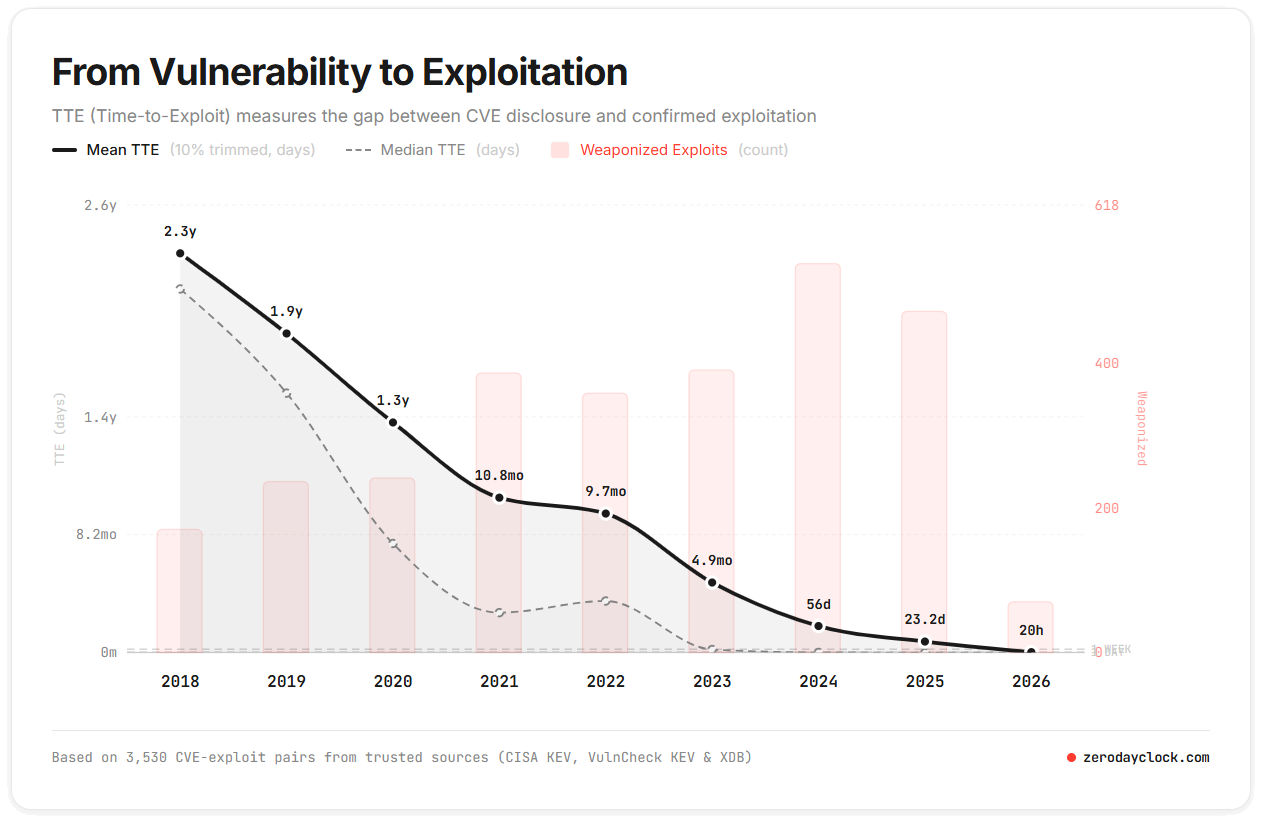 From Vulnerability to Exploitation
TTE (Time-to-Exploit) measures the gap between CVE disclosure and confirmed exploitation
Mean TTE (10% trimmed, days) Median TTE (days) Weaponized Exploits (count)
2.6y 618
2.3y
1.9y
400
1.3y
1.4y
TTE (days)
Weaponized
10.8mo
9.7mo
200
8.2mo
4.9mo
56d
23.2d
20h
0m 0 WEEK
2018 2019 2020 2021 2022 2023 2024 2025 2026
Based on 3,530 CVE-exploit pairs from trusted sources (CISA KEV, VulnCheck KEV & XDB) zerodayclock.com